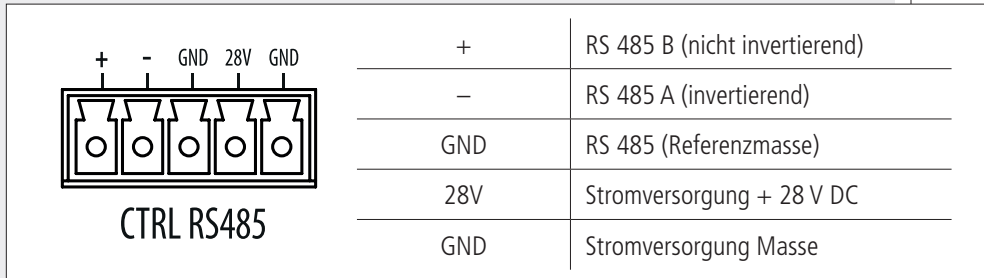 + - GND 28V GND
CTRL RS485
+ RS 485 B (nicht invertierend)
– RS 485 A (invertierend)
GND RS 485 (Referenzmasse)
28V Stromversorgung + 28 V DC
GND Stromversorgung Masse